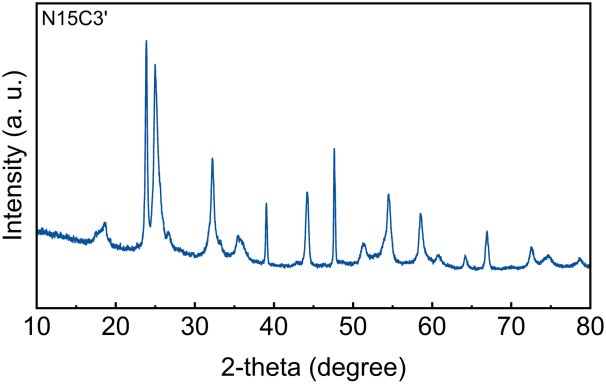 N15C3'
Intensity (a. u.)
10 20 30 40 50 60 70 80
2-theta (degree)